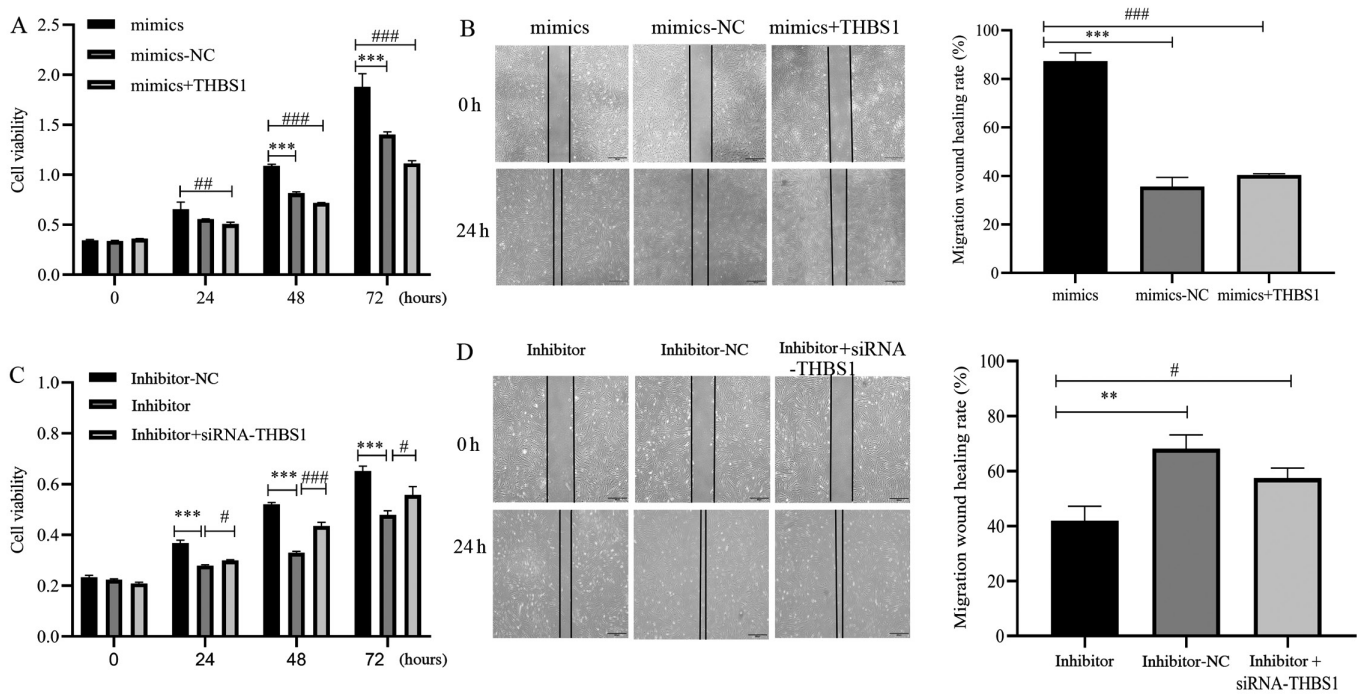 A
mimics
mimics-NC
mimics+THBS1
Cell viability
2.5
2.0
1.5
1.0
0.5
0.0
##
***
###
***
###
0
24
48
72
(hours)
B
mimics
mimics-NC
mimics+THBS1
0 h
24 h
Migration wound healing rate (%)
100
80
60
40
20
0
###
***
mimics
mimics-NC
mimics+THBS1
C
Inhibitor-NC
Inhibitor
Inhibitor+siRNA-THBS1
Cell viability
1.0
0.8
0.6
0.4
0.2
0.0
***
#
***
###
***
#
0
24
48
72
(hours)
D
Inhibitor
Inhibitor-NC
Inhibitor+siRNA
-THBS1
0 h
24 h
Migration wound healing rate (%)
100
80
60
40
20
0
#
**
Inhibitor
Inhibitor-NC
Inhibitor +
siRNA-THBS1